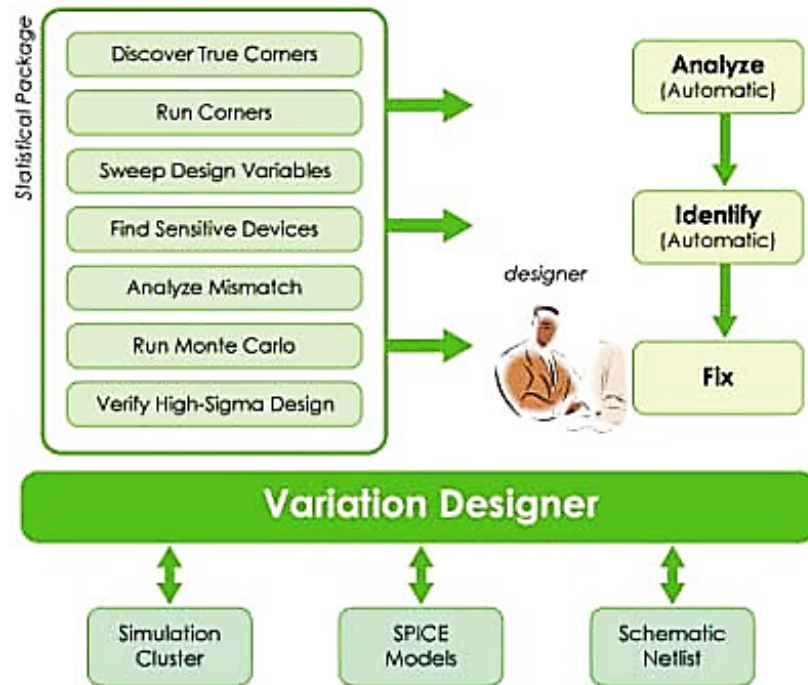 Statistical Package
Discover True Corners
Run Corners
Sweep Design Variables
Find Sensitive Devices
Analyze Mismatch
Run Monte Carlo
Verify High-Sigma Design
designer
Analyze
(Automatic)
Identify
(Automatic)
Fix
Variation Designer
Simulation
Cluster
SPICE
Models
Schematic
Netlist